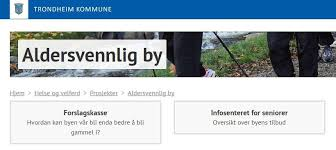 TRONDHEIM KOMMUNE
Aldersvennlig by
Hjem > Helse og velferd > Prosjekter > Aldersvennlig by
Forslagskasse
Hvordan kan byen vår bli enda bedre å bli
gammel i?
Infosenteret for seniorer
Oversikt over byens tilbud